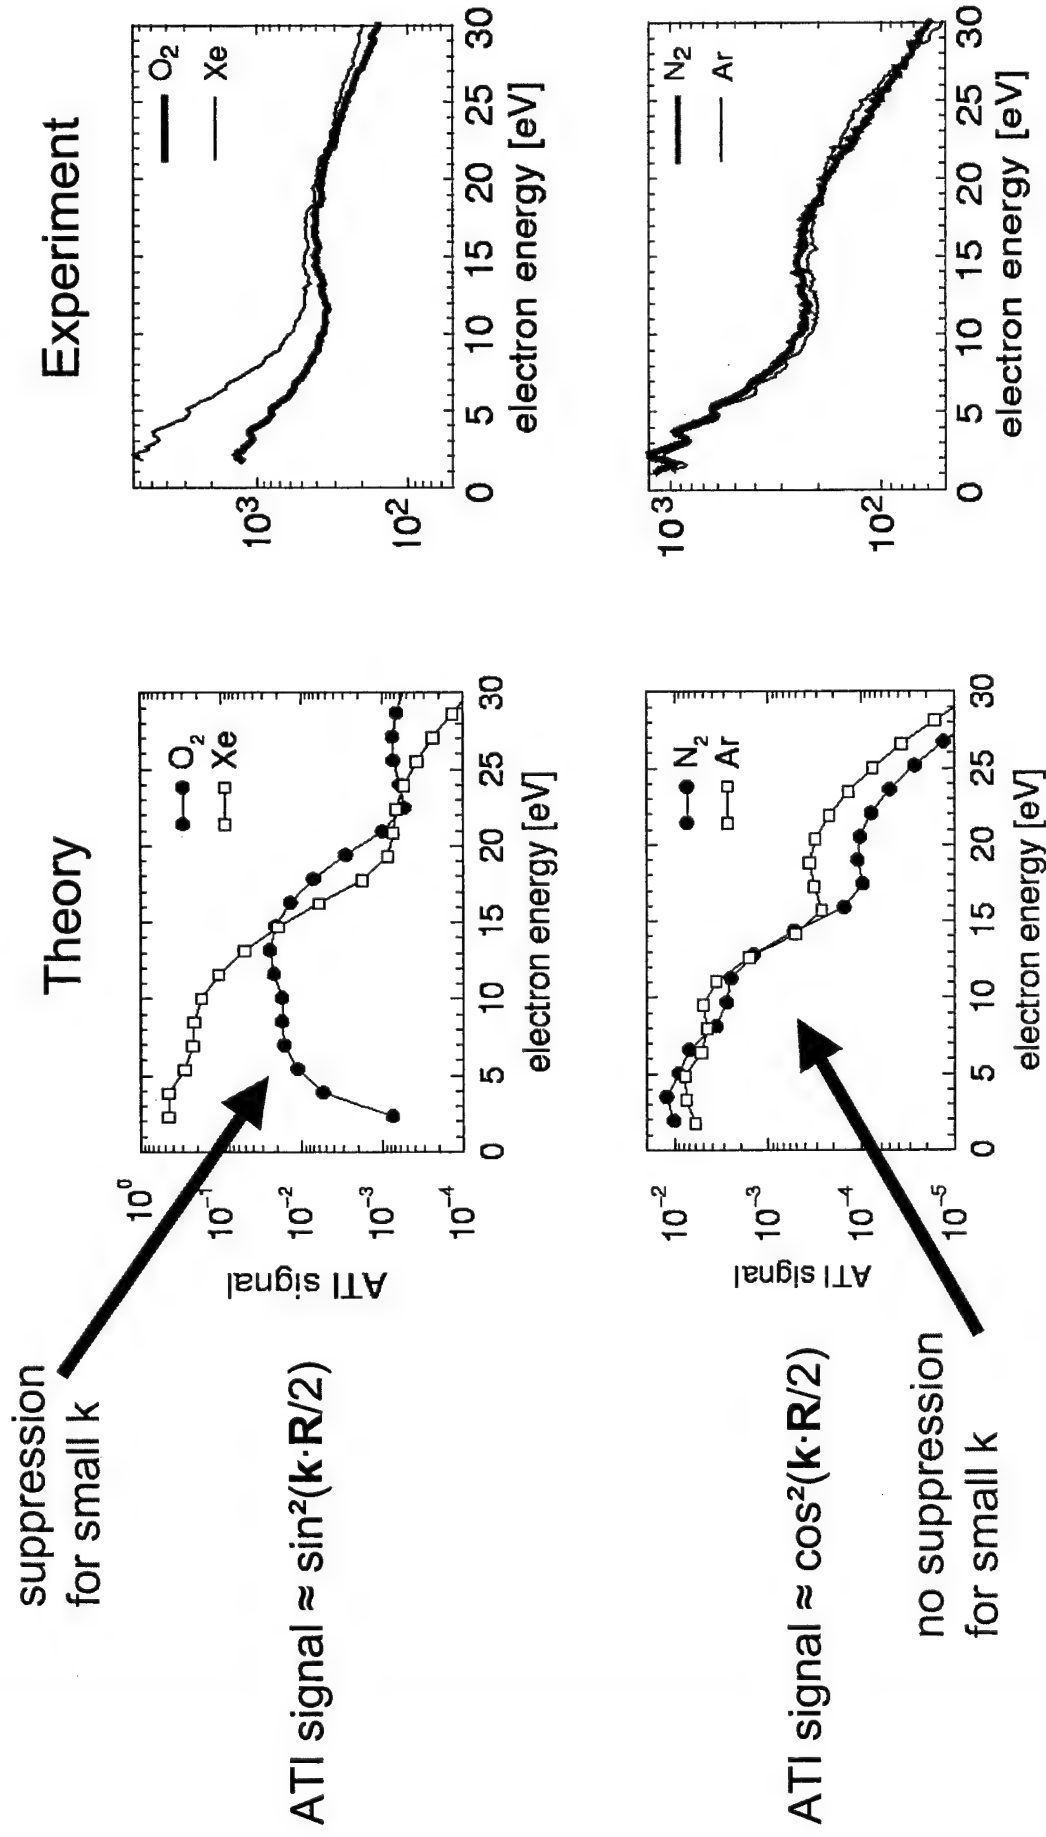 Theory
Experiment
suppression
for small k
ATI signal ≈ sin²(k·R/2)
ATI signal
10⁰
10⁻¹
10⁻²
10⁻³
10⁻⁴
0 5 10 15 20 25 30
electron energy [eV]
O₂
Xe
10³
10²
0 5 10 15 20 25 30
electron energy [eV]
O₂
Xe
ATI signal ≈ cos²(k·R/2)
no suppression
for small k
ATI signal
10⁻²
10⁻³
10⁻⁴
10⁻⁵
0 5 10 15 20 25 30
electron energy [eV]
N₂
Ar
10³
10²
0 5 10 15 20 25 30
electron energy [eV]
N₂
Ar